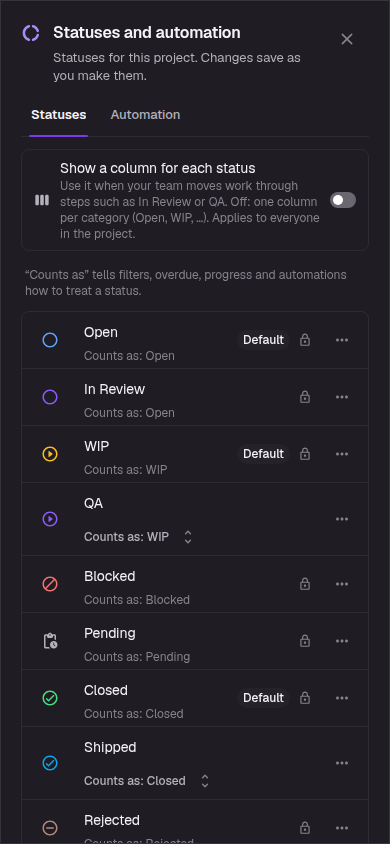 Statuses and automation
Statuses for this project. Changes save as
you make them.
Statuses
Automation
Show a column for each status
Use it when your team moves work through
steps such as In Review or QA. Off: one column
per category (Open, WIP, …). Applies to everyone
in the project.
“Counts as” tells filters, overdue, progress and automations
how to treat a status.
Open
Default
Counts as: Open
In Review
Counts as: Open
WIP
Default
Counts as: WIP
QA
Counts as: WIP
Blocked
Counts as: Blocked
Pending
Counts as: Pending
Closed
Default
Counts as: Closed
Shipped
Counts as: Closed
Rejected
Counts as: Rejected